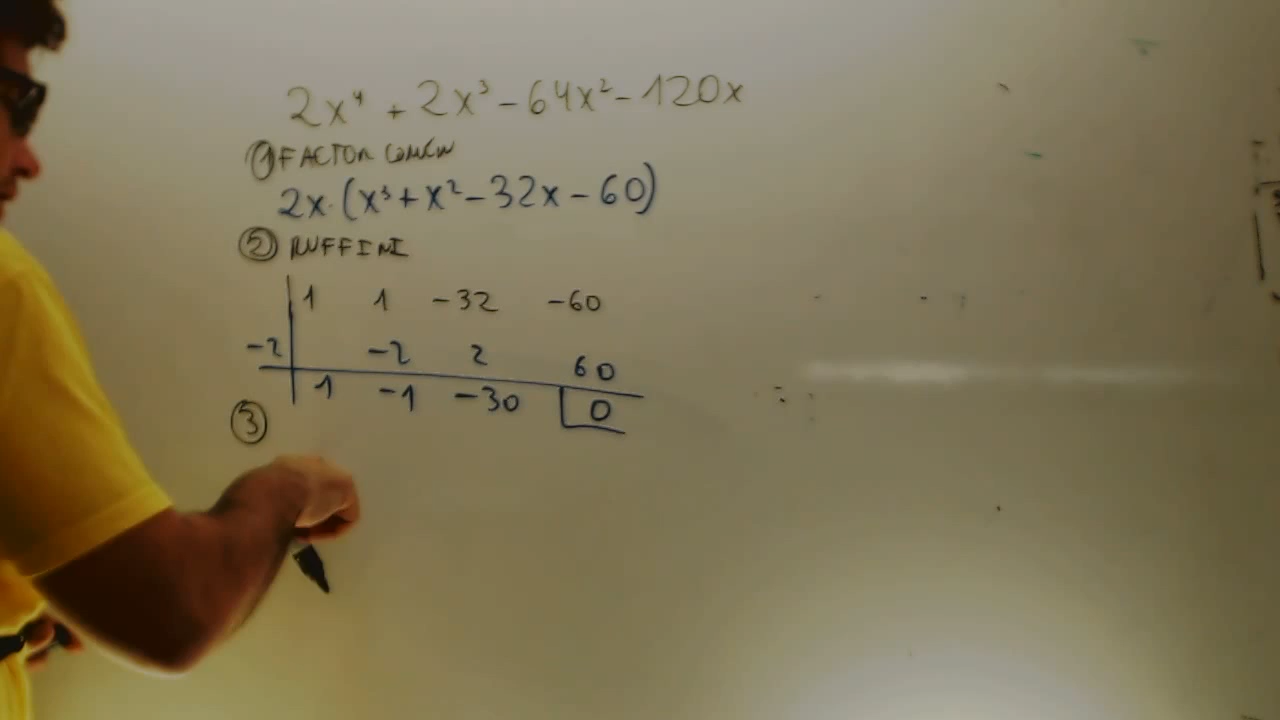 2x⁴ + 2x³ - 64x² - 120x
① FACTOR COMÚN
2x·(x³ + x² - 32x - 60)
② RUFFINI
1 1 -32 -60
-2 -2 2 60
1 -1 -30 0
③